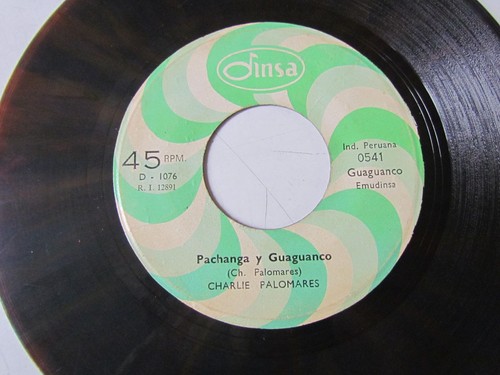 Dinsa
45 RPM.
D - 1076
R. I. 12891
Ind. Peruana
0541
Guaguanco
Emudinsa
Pachanga y Guaguanco
(Ch. Palomares)
CHARLIE PALOMARES